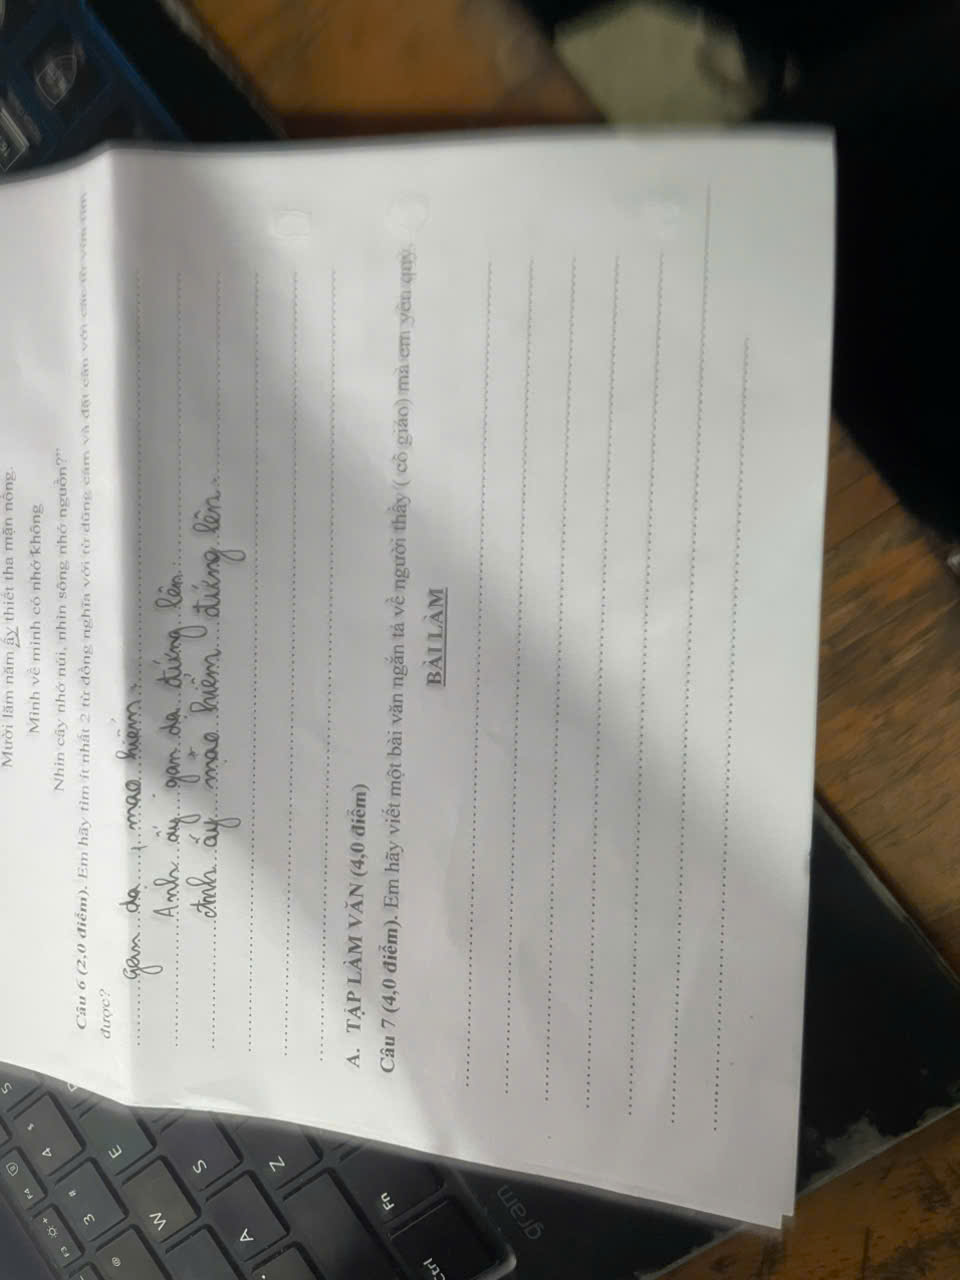 Mười lăm năm ấy thiết tha mặn nồng.
Mình về mình có nhớ không
Nhìn cây nhớ núi, nhìn sông nhớ nguồn?"
Câu 6 (2,0 điểm). Em hãy tìm ít nhất 2 từ đồng nghĩa với từ dũng cảm và đặt câu với các từ vừa tìm
được?
gan dạ, mạo hiểm.
Anh ấy gan dạ đứng lên.
Anh ấy mạo hiểm đứng lên.
A. TẬP LÀM VĂN (4,0 điểm)
Câu 7 (4,0 điểm). Em hãy viết một bài văn ngắn tả về người thầy ( cô giáo) mà em yêu quý.
BÀI LÀM
S
F4
F3
4
$
3
#
@
E
W
S
A
Z
Fn
Ctrl
gram